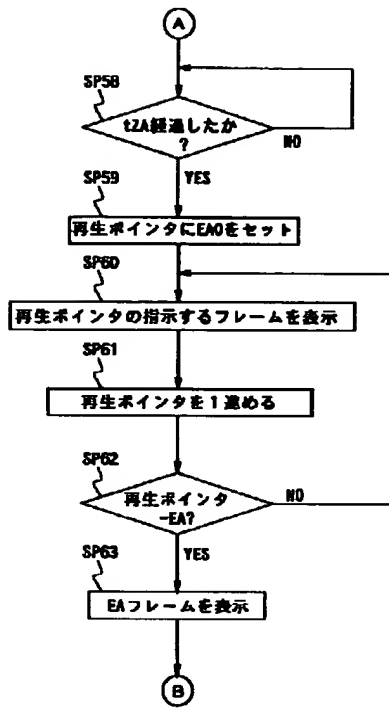 A
SP58
t2A経過したか
?
NO
YES
SP59
再生ポインタにEA0をセット
SP60
再生ポインタの指示するフレームを表示
SP61
再生ポインタを1進める
SP62
再生ポインタ
=EA?
NO
YES
SP63
EAフレームを表示
B